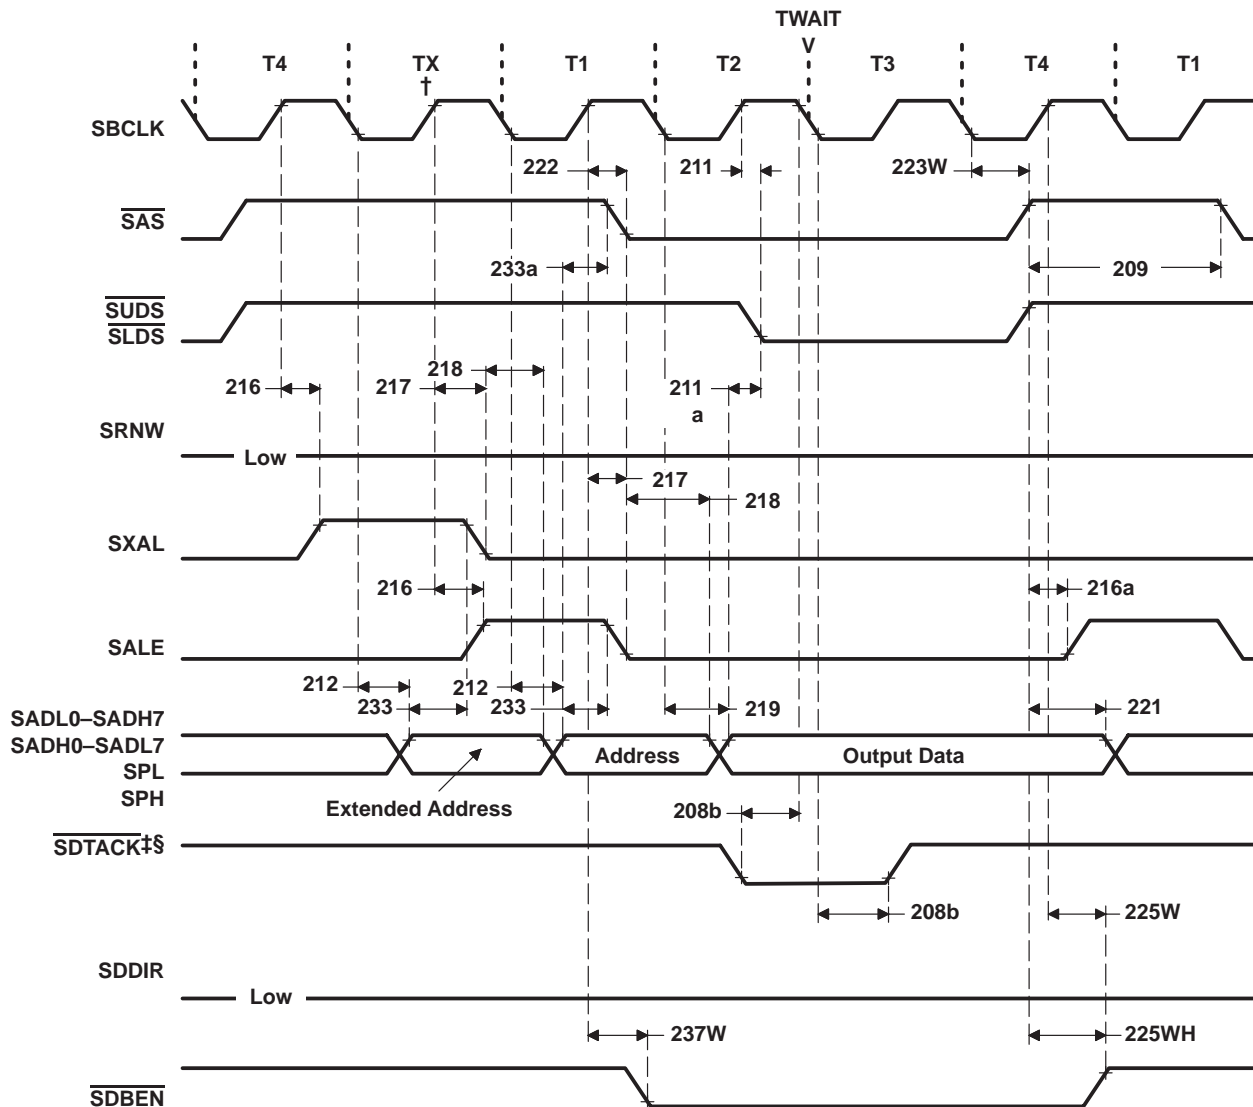 TWAIT
V
T4 TX T1 T2 T3 T4 T1
†
SBCLK
222 211 223W
SAS
233a 209
SUDS
SLDS
218
216 217 211
a
SRNW
Low
217
218
SXAL
216 216a
SALE
212 212
233 233 219 221
SADL0–SADH7
SADH0–SADL7
Address Output Data
SPL
SPH
Extended Address
208b
SDTACK‡§
208b 225W
SDDIR
Low
237W 225WH
SDBEN